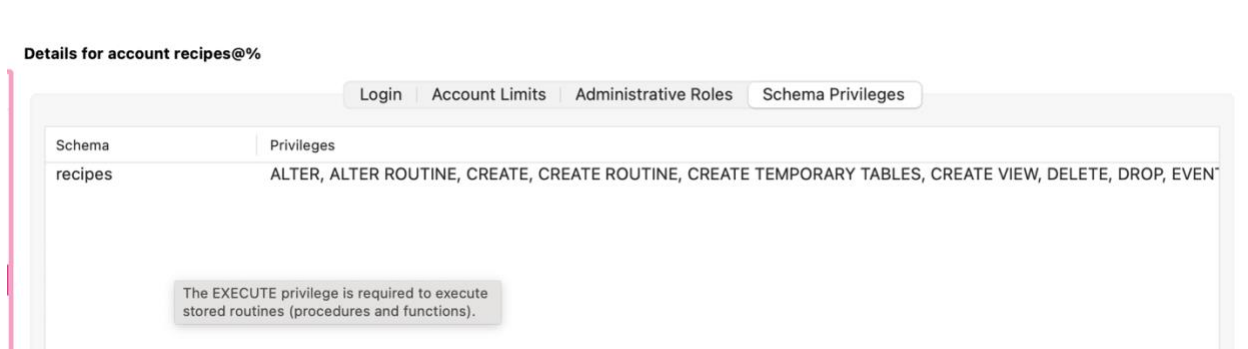 Details for account recipes@%
Login Account Limits Administrative Roles Schema Privileges
Schema Privileges
recipes ALTER, ALTER ROUTINE, CREATE, CREATE ROUTINE, CREATE TEMPORARY TABLES, CREATE VIEW, DELETE, DROP, EVENT
The EXECUTE privilege is required to execute
stored routines (procedures and functions).